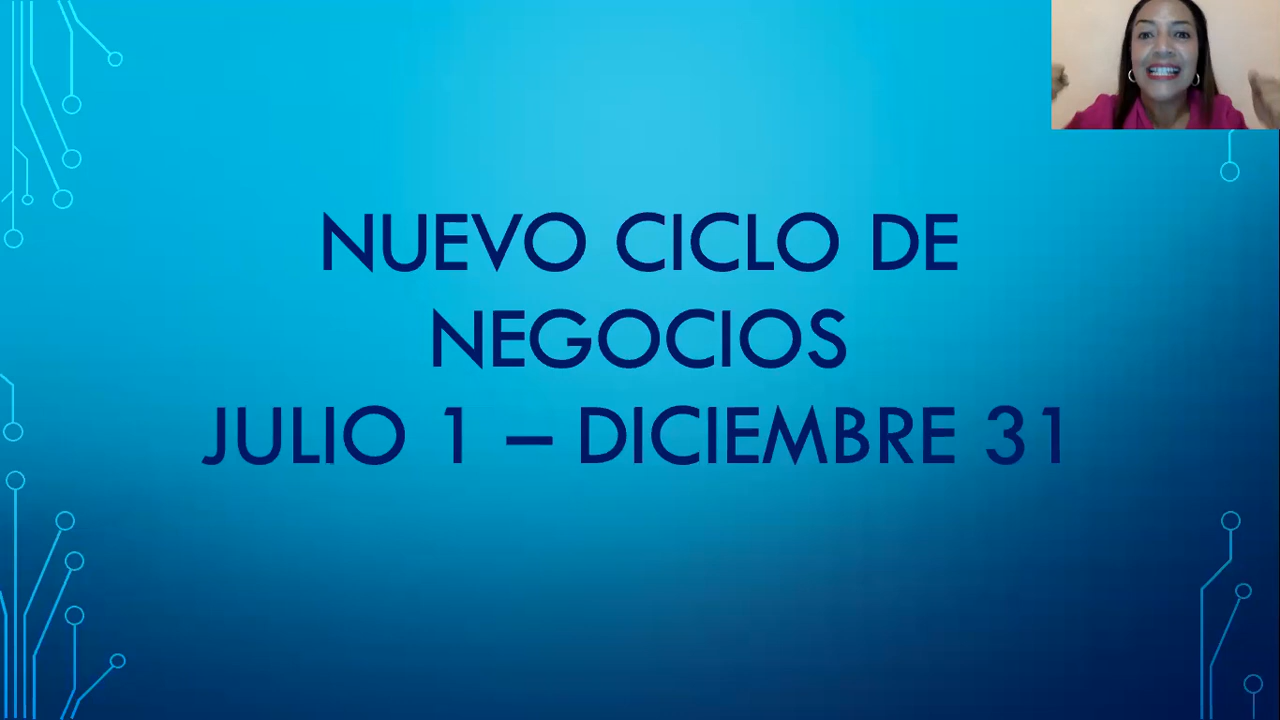 NUEVO CICLO DE
NEGOCIOS
JULIO 1 – DICIEMBRE 31